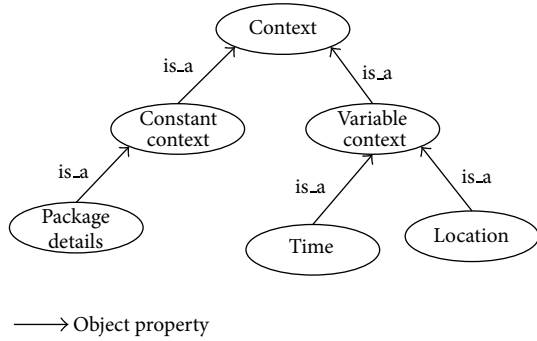 Context
is_a
is_a
Constant
context
Variable
context
is_a
is_a
is_a
Package
details
Time
Location
Object property